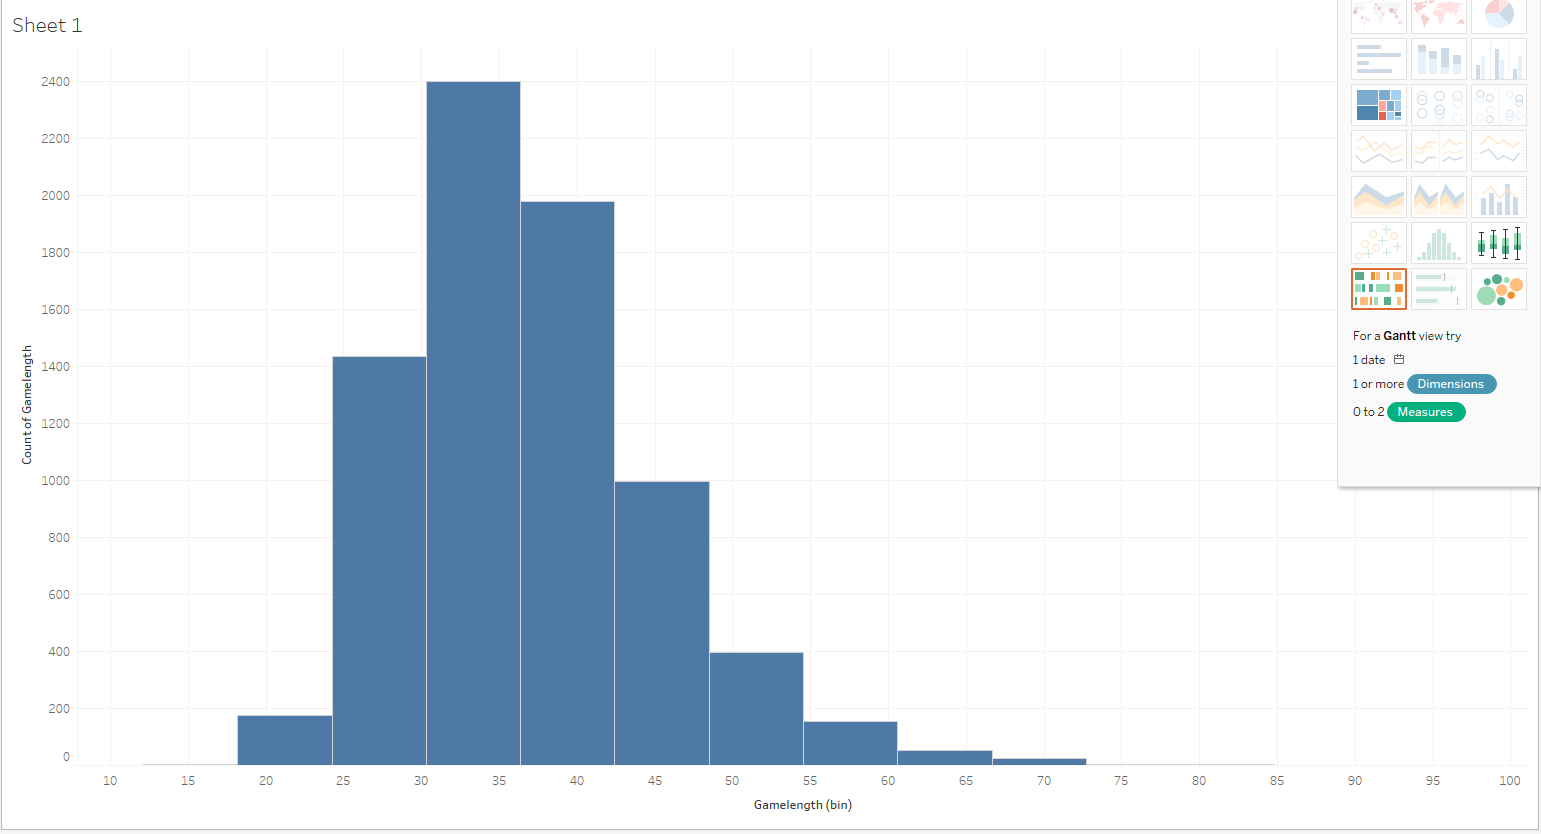 Sheet 1
2400
2200
2000
1800
1600
1400
1200
1000
800
600
400
200
0
Count of Gamelength
10 15 20 25 30 35 40 45 50 55 60 65 70 75 80 85 90 95 100
Gamelength (bin)
For a Gantt view try
1 date
1 or more Dimensions
0 to 2 Measures